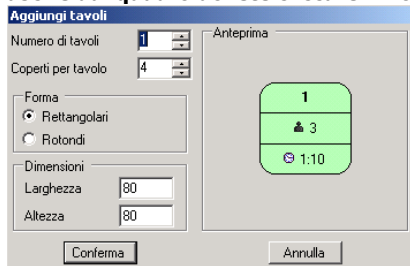 Aggiungi tavoli
Numero di tavoli 1
Coperti per tavolo 4
Forma
Rettangolari
Rotondi
Dimensioni
Larghezza 80
Altezza 80
Anteprima
1
3
1:10
Conferma Annulla